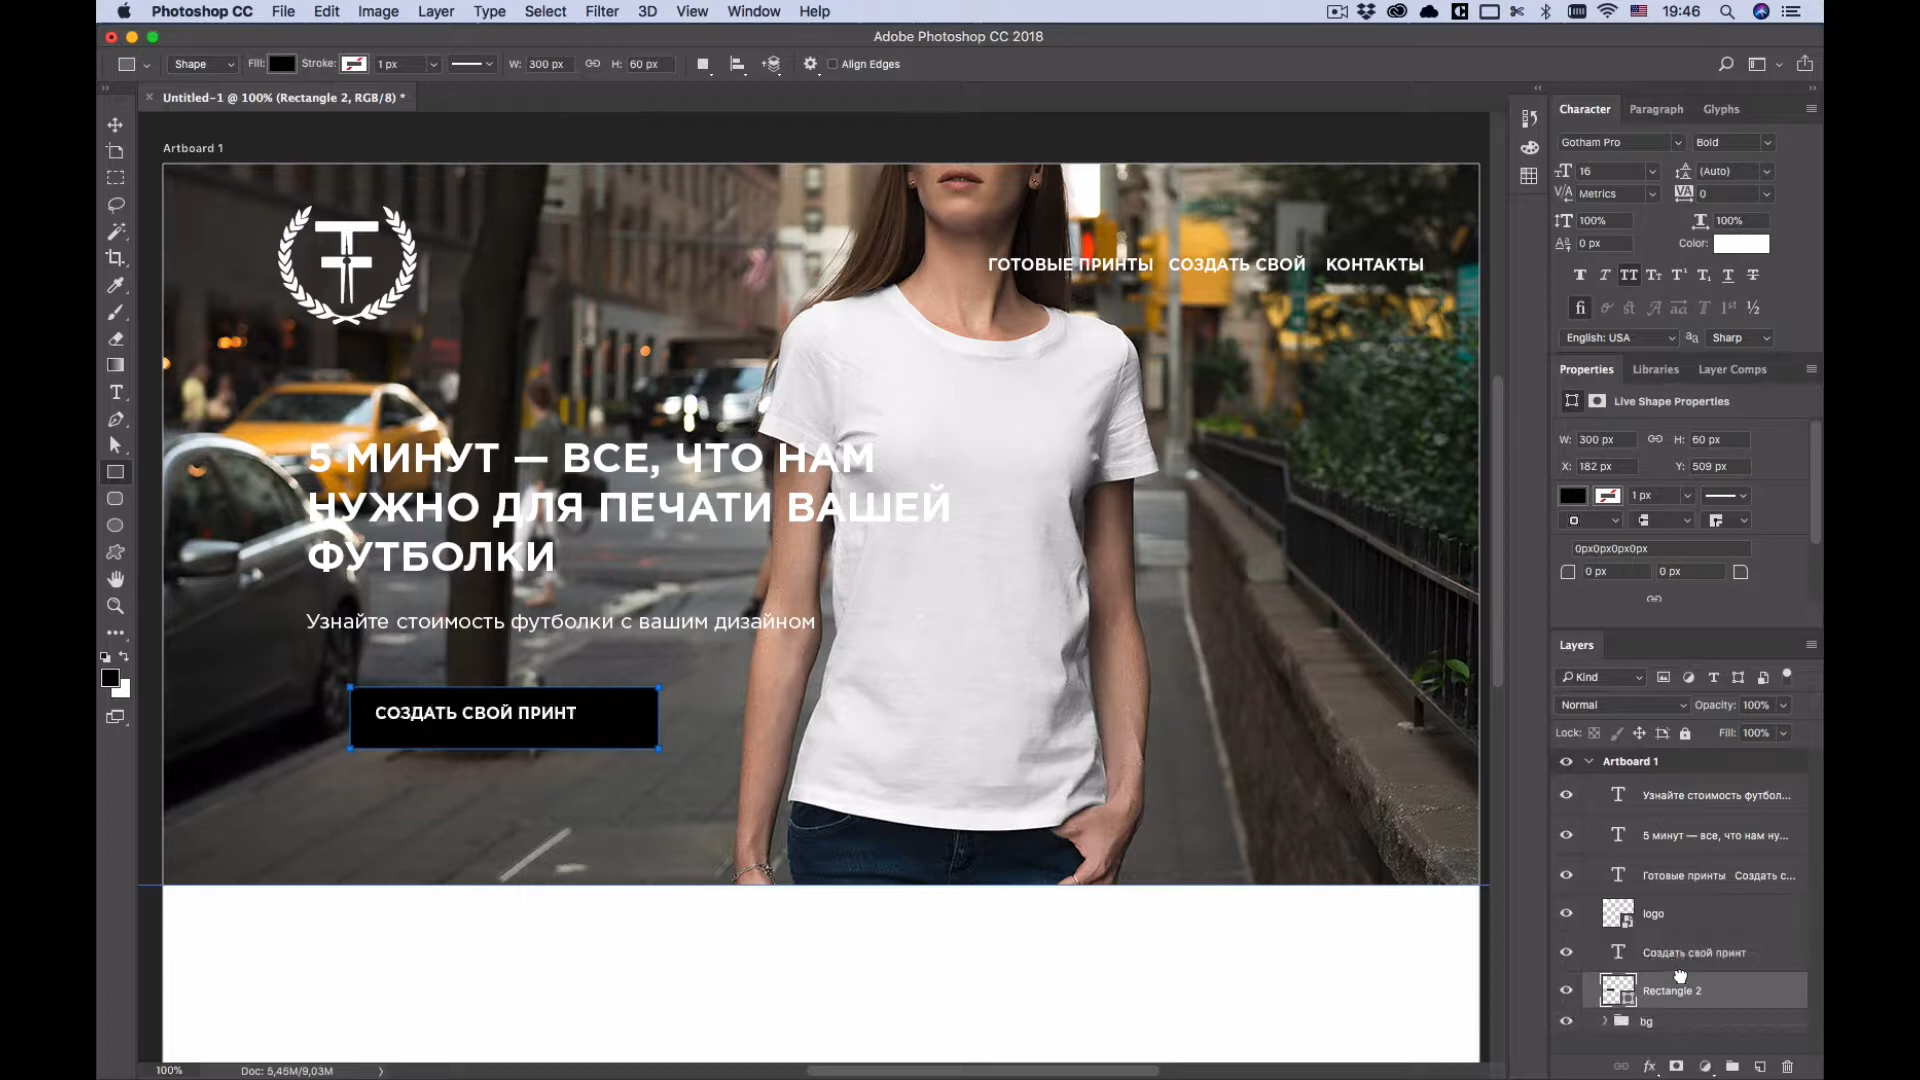 Photoshop CC File Edit Image Layer Type Select Filter 3D View Window Help 19:46
Adobe Photoshop CC 2018
Shape Fill: Stroke: 1 px W: 300 px H: 60 px Align Edges
Untitled-1 @ 100% (Rectangle 2, RGB/8) *
Artboard 1
ГОТОВЫЕ ПРИНТЫ СОЗДАТЬ СВОЙ КОНТАКТЫ
5 МИНУТ — ВСЕ, ЧТО НАМ
НУЖНО ДЛЯ ПЕЧАТИ ВАШЕЙ
ФУТБОЛКИ
Узнайте стоимость футболки с вашим дизайном
СОЗДАТЬ СВОЙ ПРИНТ
100% Doc: 5,45M/9,03M
Character Paragraph Glyphs
Gotham Pro Bold
16 (Auto)
Metrics 0
100% 100%
0 px Color:
English: USA Sharp
Properties Libraries Layer Comps
Live Shape Properties
W: 300 px H: 60 px
X: 182 px Y: 509 px
1 px
0px0px0px0px
0 px 0 px
Layers
Kind
Normal Opacity: 100%
Lock: Fill: 100%
Artboard 1
Узнайте стоимость футбол...
5 минут — все, что нам ну...
Готовые принты Создать с...
logo
Создать свой принт
Rectangle 2
bg